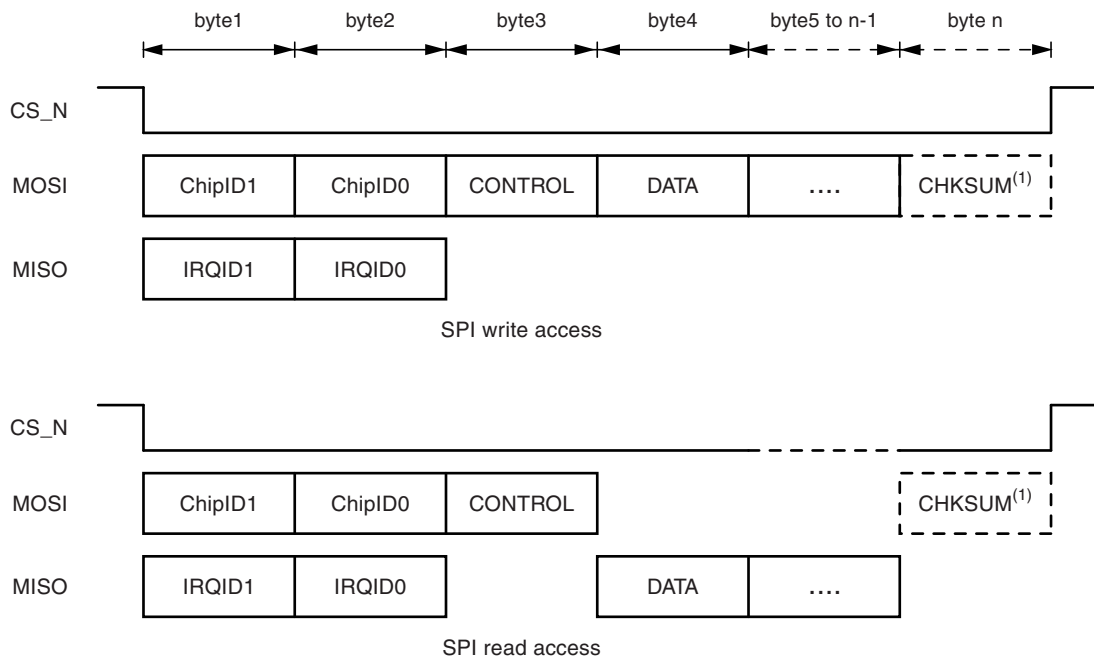 byte1 byte2 byte3 byte4 byte5 to n-1 byte n
CS_N
MOSI ChipID1 ChipID0 CONTROL DATA .... CHKSUM(1)
MISO IRQID1 IRQID0
SPI write access
CS_N
MOSI ChipID1 ChipID0 CONTROL CHKSUM(1)
MISO IRQID1 IRQID0 DATA ....
SPI read access